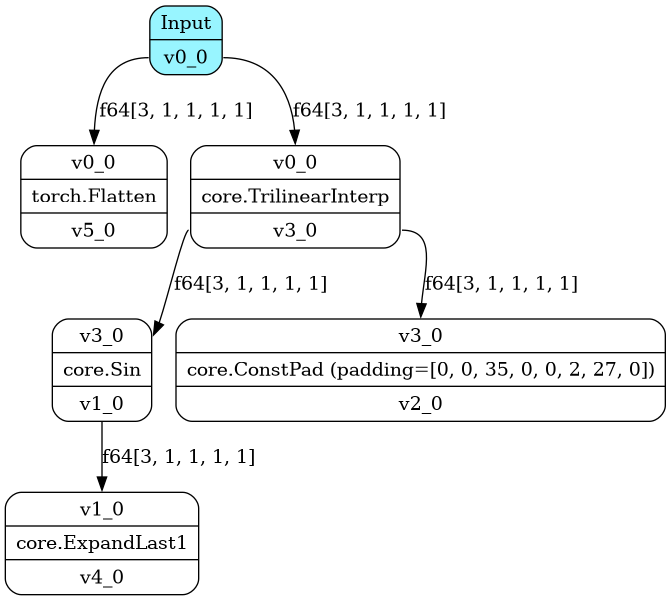 Input
v0_0
f64[3, 1, 1, 1, 1]
f64[3, 1, 1, 1, 1]
v0_0
torch.Flatten
v5_0
v0_0
core.TrilinearInterp
v3_0
f64[3, 1, 1, 1, 1]
f64[3, 1, 1, 1, 1]
v3_0
core.Sin
v1_0
v3_0
core.ConstPad (padding=[0, 0, 35, 0, 0, 2, 27, 0])
v2_0
f64[3, 1, 1, 1, 1]
v1_0
core.ExpandLast1
v4_0